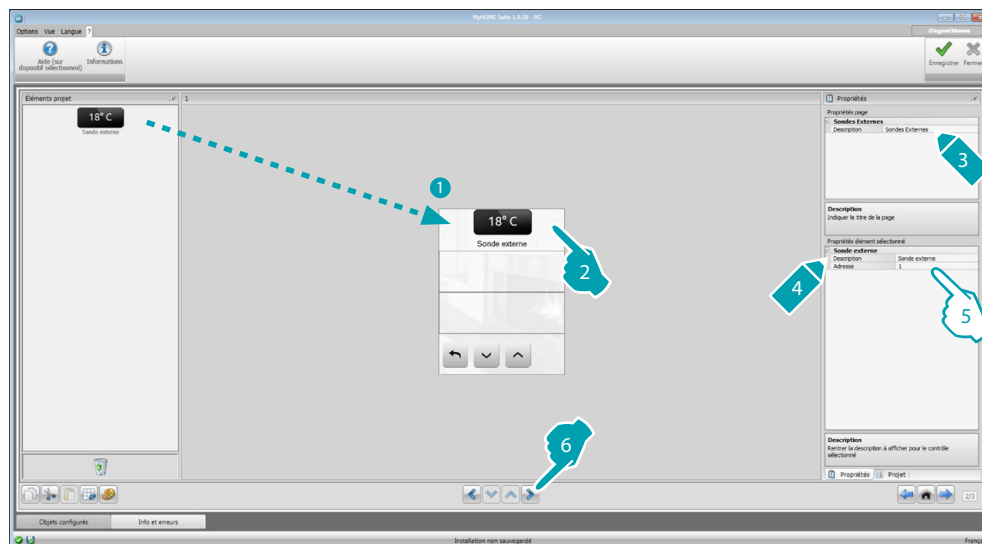 MyHOME Suite 1.0.20 - RC
Options Vue Langue ?
Aide (sur dispositif sélectionné)
Informations
Enregistrer
Fermer
Éléments projet
18°C
Sonde externe
1
1
18°C
Sonde externe
2
Propriétés
Propriétés page
Sondes Externes
Description Sondes Externes
3
Description
Indiquer le titre de la page
Propriétés élément sélectionné
Sonde externe
Description Sonde externe
Adresse 1
4
5
6
Description
Rentrer la description à afficher pour le contrôle
sélectionné
Propriétés
Projet
2/3
Objets configurés
Info et erreurs
Installation non sauvegardé
França